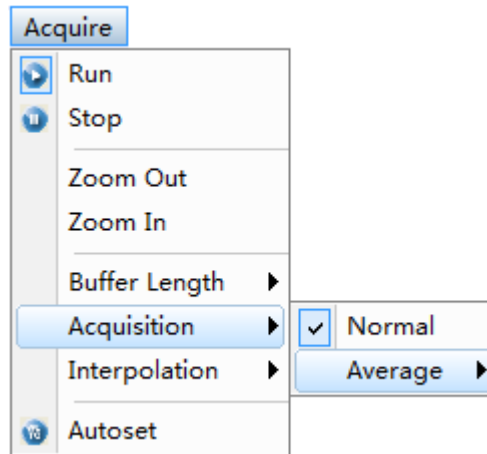 Acquire
Run
Stop
Zoom Out
Zoom In
Buffer Length
Acquisition
Normal
Interpolation
Average
Autoset